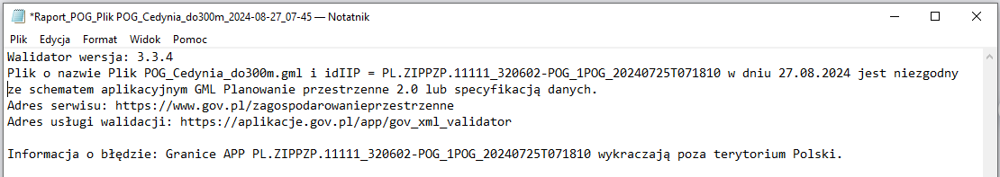 *Raport_POG_Plik POG_Cedynia_do300m_2024-08-27_07-45 — Notatnik
Plik Edycja Format Widok Pomoc
Walidator wersja: 3.3.4
Plik o nazwie Plik POG_Cedynia_do300m.gml i idIIP = PL.ZIPPZP.11111_320602-POG_1POG_20240725T071810 w dniu 27.08.2024 jest niezgodny
ze schematem aplikacyjnym GML Planowanie przestrzenne 2.0 lub specyfikacją danych.
Adres serwisu: https://www.gov.pl/zagospodarowanieprzestrzenne
Adres usługi walidacji: https://aplikacje.gov.pl/app/gov_xml_validator
Informacja o błędzie: Granice APP PL.ZIPPZP.11111_320602-POG_1POG_20240725T071810 wykraczają poza terytorium Polski.